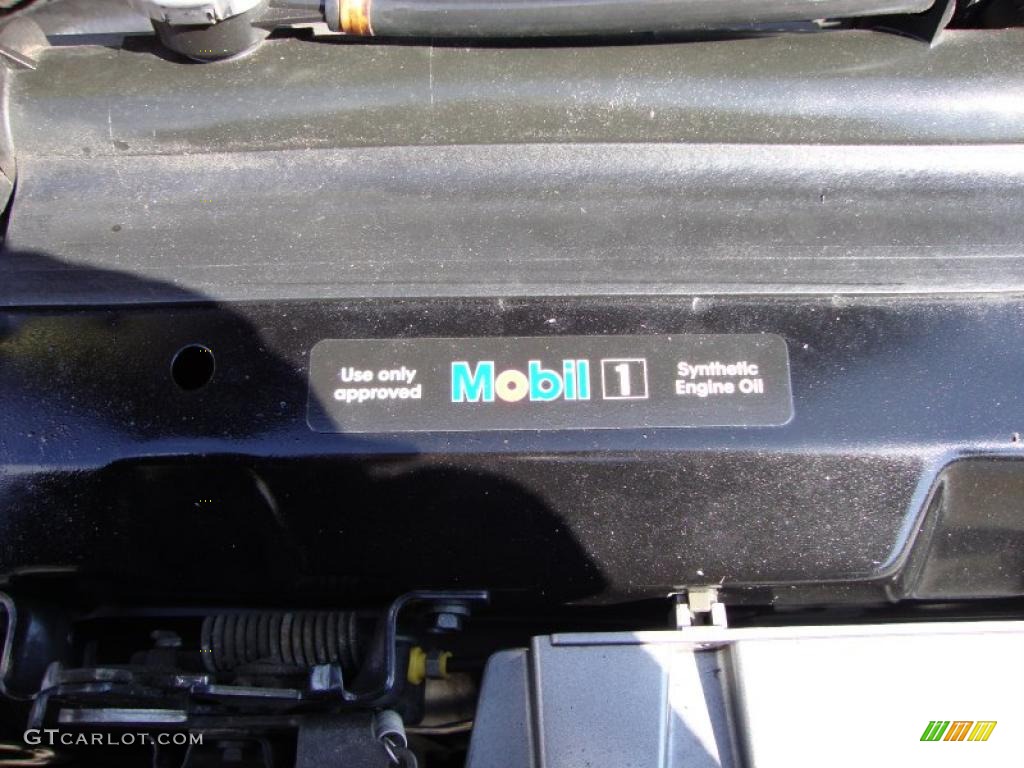 Use only
approved
Mobil 1
Synthetic
Engine Oil
GTCARLOT.COM